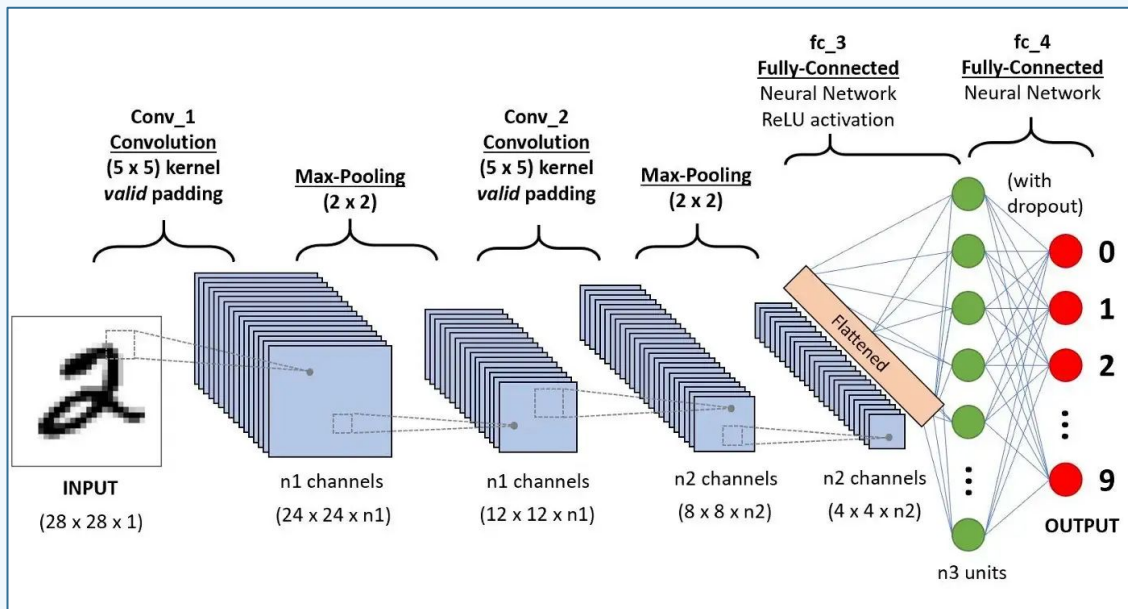 Conv_1
Convolution
(5 x 5) kernel
valid padding
Max-Pooling
(2 x 2)
Conv_2
Convolution
(5 x 5) kernel
valid padding
Max-Pooling
(2 x 2)
fc_3
Fully-Connected
Neural Network
ReLU activation
fc_4
Fully-Connected
Neural Network
(with
dropout)
2
Flattened
0
1
2
⋮
9
OUTPUT
⋮
n3 units
INPUT
(28 x 28 x 1)
n1 channels
(24 x 24 x n1)
n1 channels
(12 x 12 x n1)
n2 channels
(8 x 8 x n2)
n2 channels
(4 x 4 x n2)